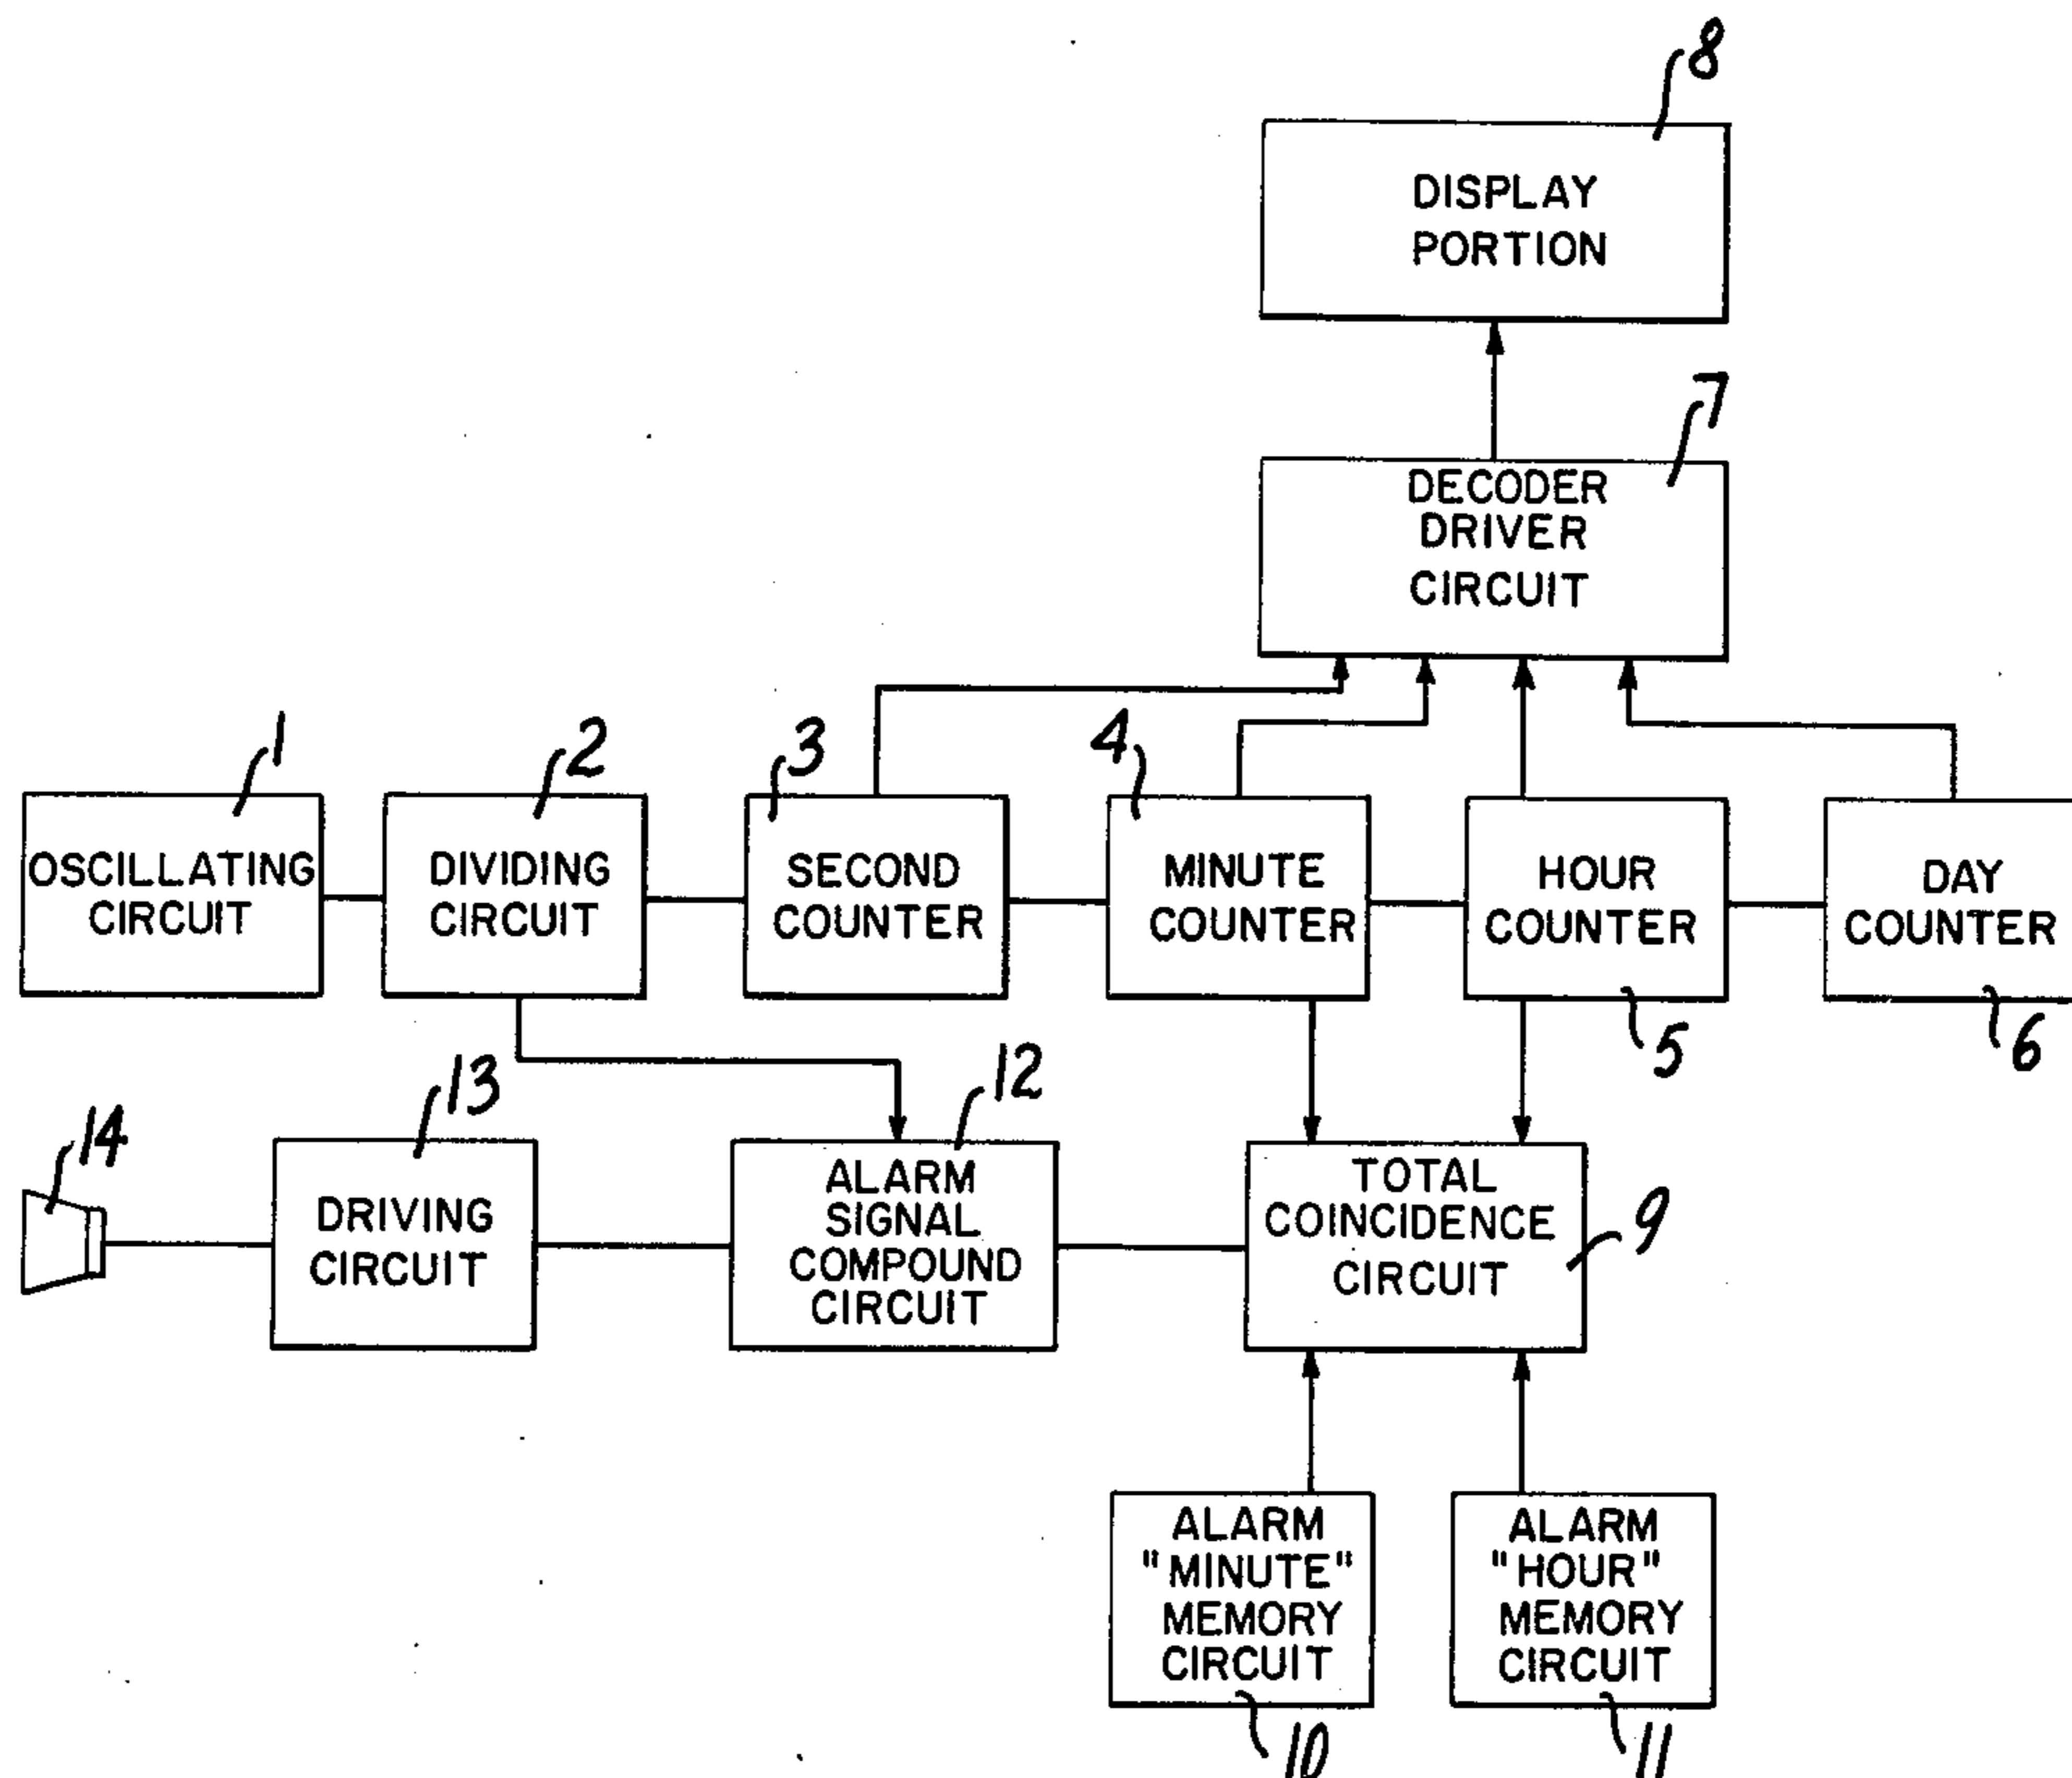 8
DISPLAY
PORTION
7
DECODER
DRIVER
CIRCUIT
1
2
3
4
OSCILLATING
CIRCUIT
DIVIDING
CIRCUIT
SECOND
COUNTER
MINUTE
COUNTER
HOUR
COUNTER
DAY
COUNTER
5
6
14
13
12
DRIVING
CIRCUIT
ALARM
SIGNAL
COMPOUND
CIRCUIT
TOTAL
COINCIDENCE
CIRCUIT
9
ALARM
"MINUTE"
MEMORY
CIRCUIT
ALARM
"HOUR"
MEMORY
CIRCUIT
10
11